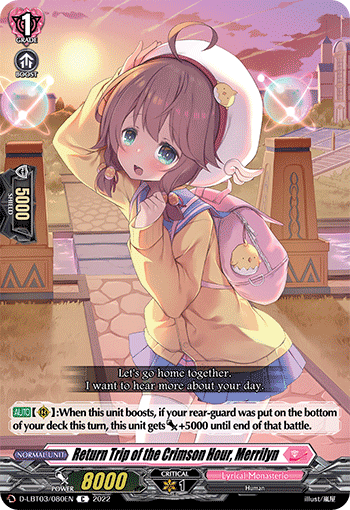 1
GRADE
BOOST
5000
SHIELD
Let's go home together.
I want to hear more about your day.
AUTO [R] 1:When this unit boosts, if your rear-guard was put on the bottom
of your deck this turn, this unit gets +5000 until end of that battle.
NORMAL UNIT Return Trip of the Crimson Hour, Merrilyn
POWER 8000 CRITICAL 1 Lyrical Monasterio
Human
D-LBT03/080EN C 2022 illust/嵐屋